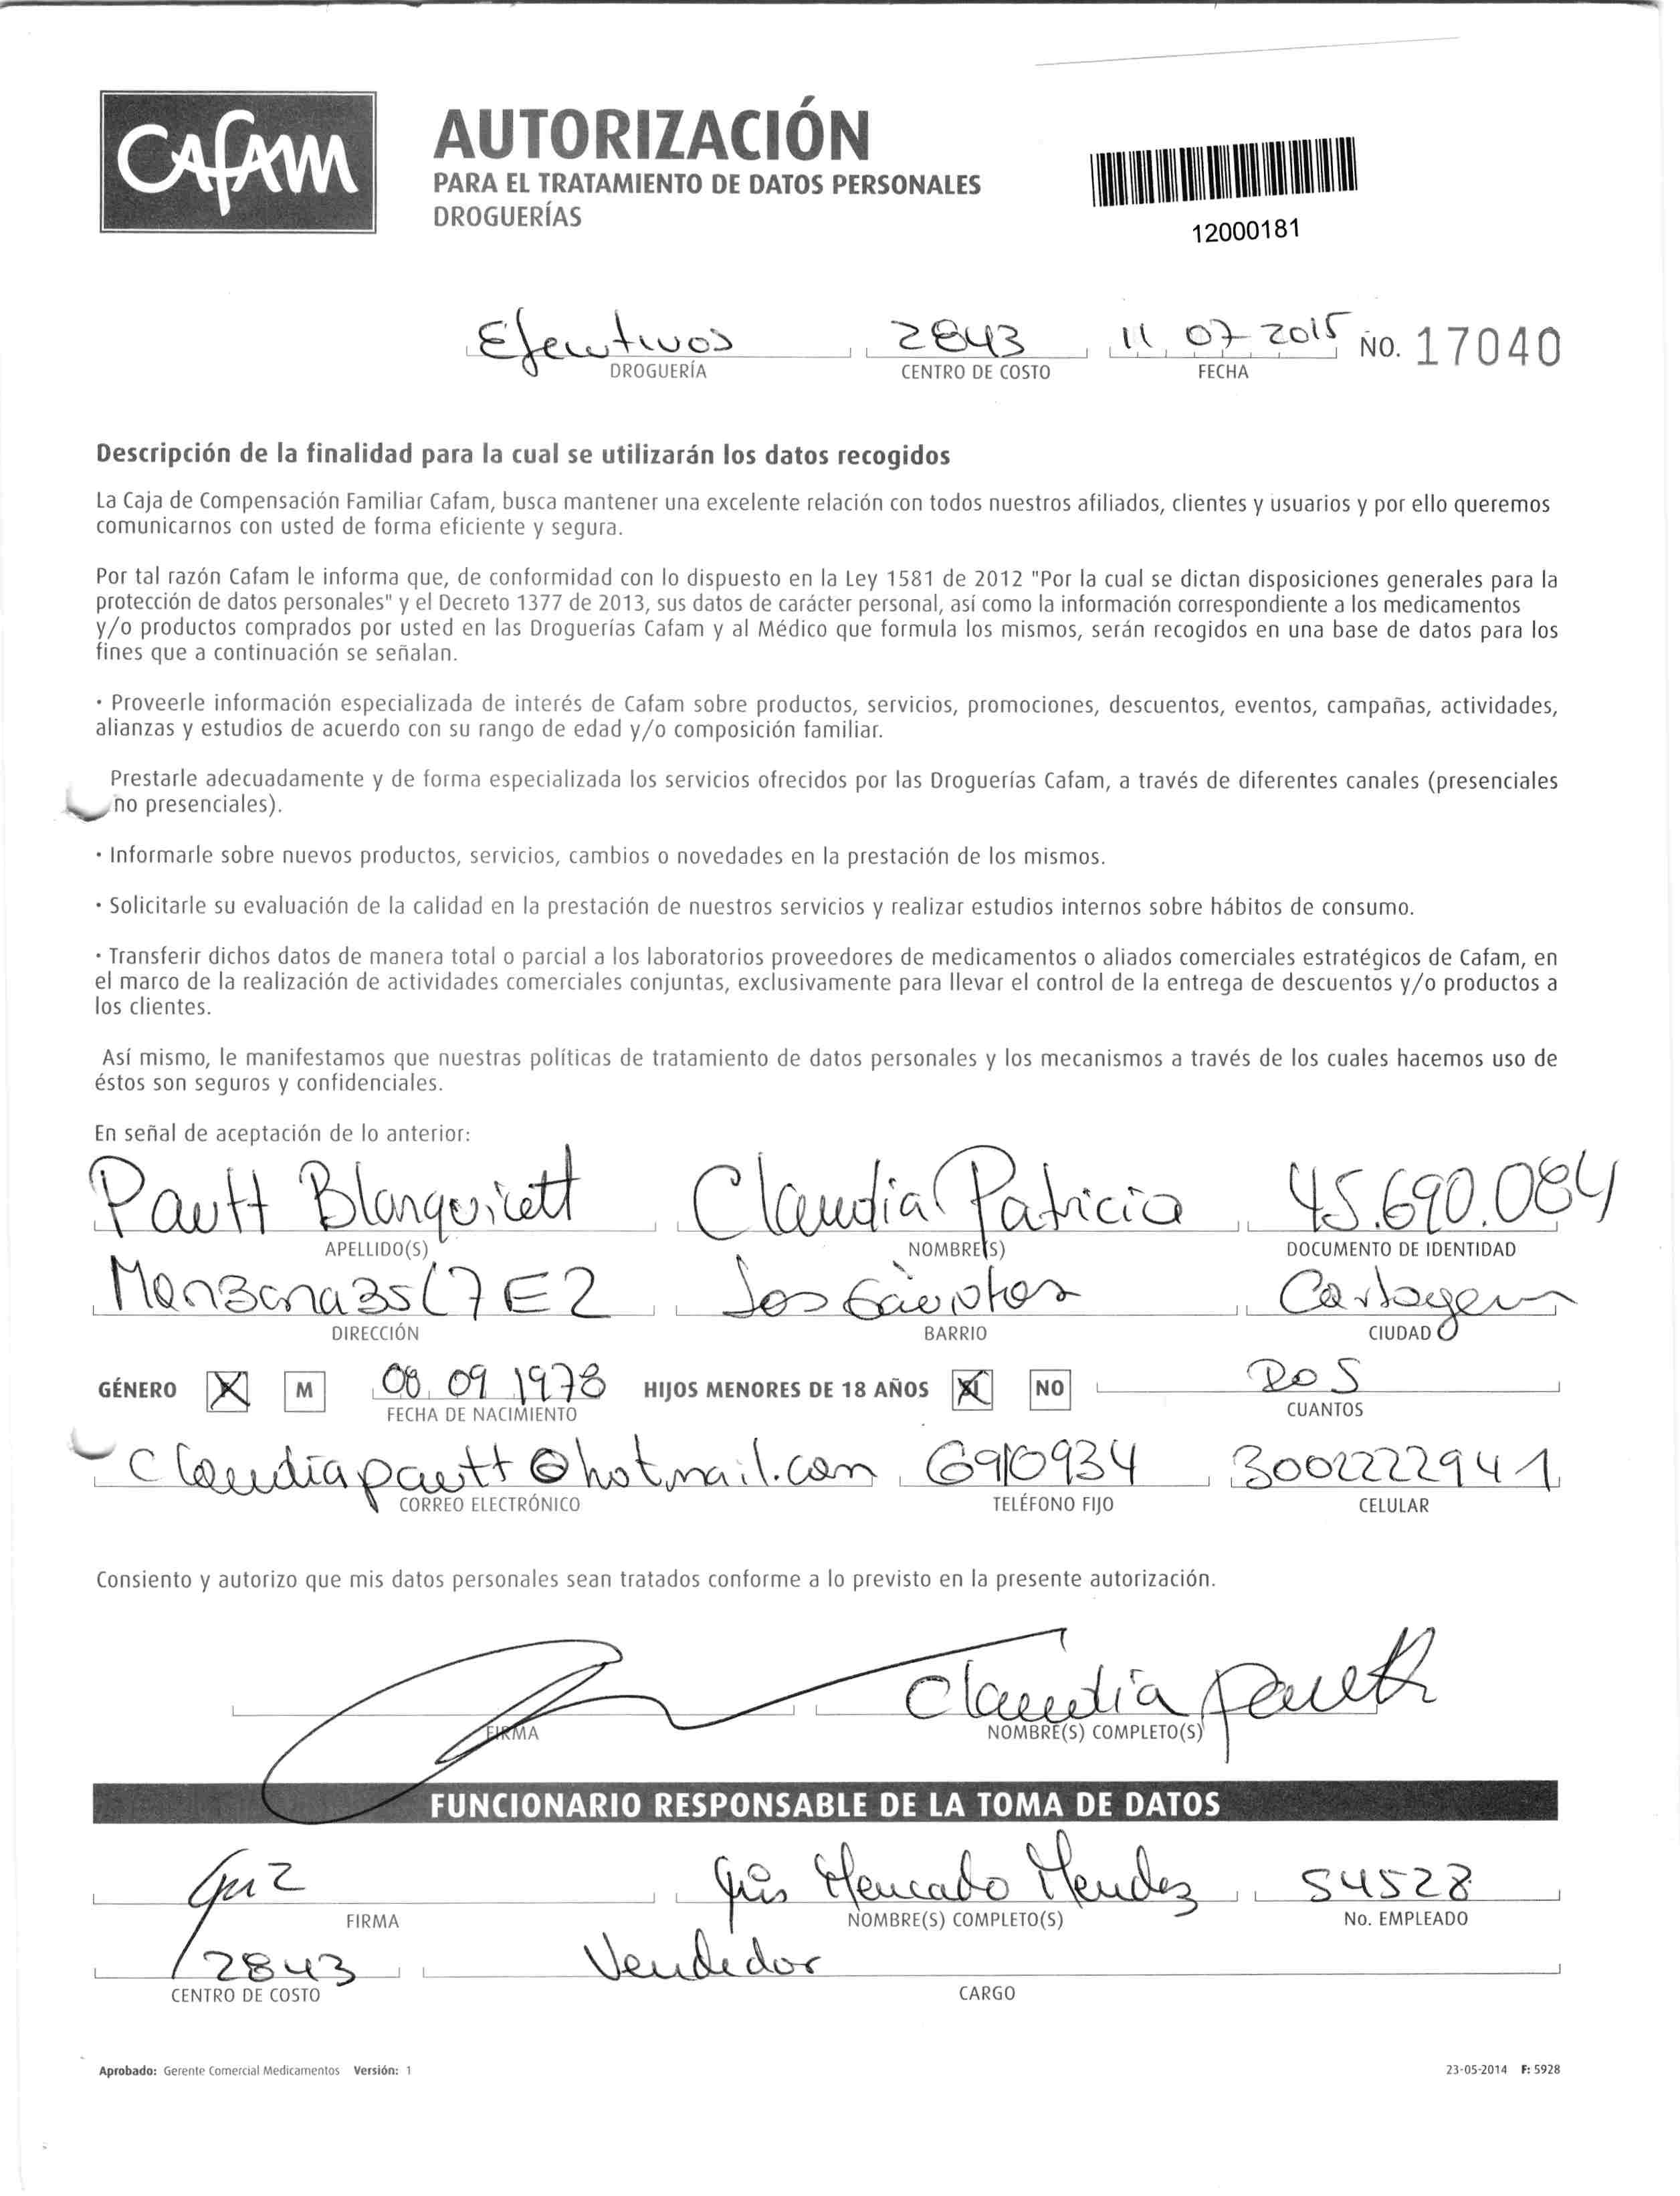 CAFAM
AUTORIZACIÓN
PARA EL TRATAMIENTO DE DATOS PERSONALES
DROGUERÍAS
12000181
Efecutivos 2843 11 07 2015 NO. 17040
DROGUERÍA CENTRO DE COSTO FECHA
Descripción de la finalidad para la cual se utilizarán los datos recogidos
La Caja de Compensación Familiar Cafam, busca mantener una excelente relación con todos nuestros afiliados, clientes y usuarios y por ello queremos
comunicarnos con usted de forma eficiente y segura.
Por tal razón Cafam le informa que, de conformidad con lo dispuesto en la Ley 1581 de 2012 "Por la cual se dictan disposiciones generales para la
protección de datos personales" y el Decreto 1377 de 2013, sus datos de carácter personal, así como la información correspondiente a los medicamentos
y/o productos comprados por usted en las Droguerías Cafam y al Médico que formula los mismos, serán recogidos en una base de datos para los
fines que a continuación se señalan.
· Proveerle información especializada de interés de Cafam sobre productos, servicios, promociones, descuentos, eventos, campañas, actividades,
alianzas y estudios de acuerdo con su rango de edad y/o composición familiar.
Prestarle adecuadamente y de forma especializada los servicios ofrecidos por las Droguerías Cafam, a través de diferentes canales (presenciales
no presenciales).
· Informarle sobre nuevos productos, servicios, cambios o novedades en la prestación de los mismos.
· Solicitarle su evaluación de la calidad en la prestación de nuestros servicios y realizar estudios internos sobre hábitos de consumo.
· Transferir dichos datos de manera total o parcial a los laboratorios proveedores de medicamentos o aliados comerciales estratégicos de Cafam, en
el marco de la realización de actividades comerciales conjuntas, exclusivamente para llevar el control de la entrega de descuentos y/o productos a
los clientes.
Así mismo, le manifestamos que nuestras políticas de tratamiento de datos personales y los mecanismos a través de los cuales hacemos uso de
éstos son seguros y confidenciales.
En señal de aceptación de lo anterior:
Pautt Blanquicett Claudia Patricia 45.690.084
APELLIDO(S) NOMBRE(S) DOCUMENTO DE IDENTIDAD
Manzana 35 L7 E2 Los Cartagena
DIRECCIÓN BARRIO CIUDAD
GÉNERO X M 08 09 1978 HIJOS MENORES DE 18 AÑOS SI NO DOS
FECHA DE NACIMIENTO CUANTOS
Claudiapautt@hotmail.com 6910934 3002222941
CORREO ELECTRÓNICO TELÉFONO FIJO CELULAR
Consiento y autorizo que mis datos personales sean tratados conforme a lo previsto en la presente autorización.
Claudia Pautt
FIRMA NOMBRE(S) COMPLETO(S)
FUNCIONARIO RESPONSABLE DE LA TOMA DE DATOS
Mercado Mendez 54528
FIRMA NOMBRE(S) COMPLETO(S) No. EMPLEADO
2843 Vendedor
CENTRO DE COSTO CARGO
Aprobado: Gerente Comercial Medicamentos Versión: 1 23-05-2014 F: 5928